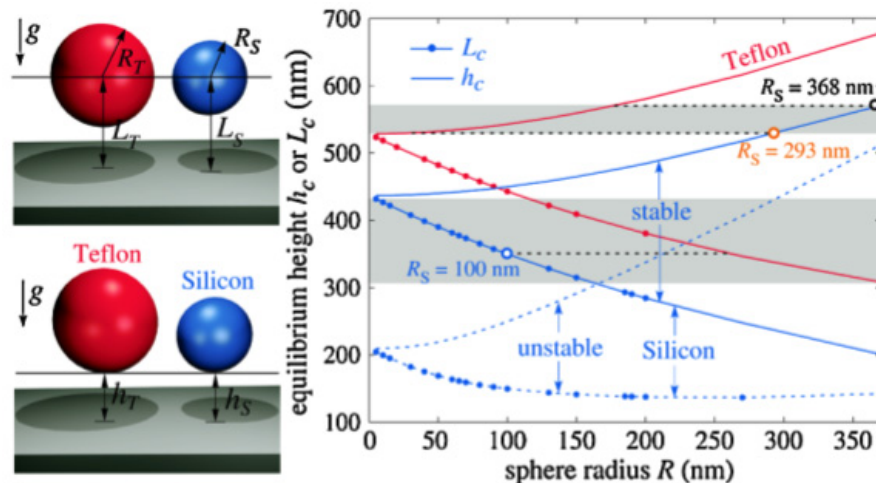 g
R_T
R_S
L_T
L_S
Teflon
Silicon
g
h_T
h_S
equilibrium height h_c or L_c (nm)
700
600
500
400
300
200
100
L_c
h_c
Teflon
R_S = 368 nm
R_S = 293 nm
stable
R_S = 100 nm
unstable
Silicon
0 50 100 150 200 250 300 350
sphere radius R (nm)